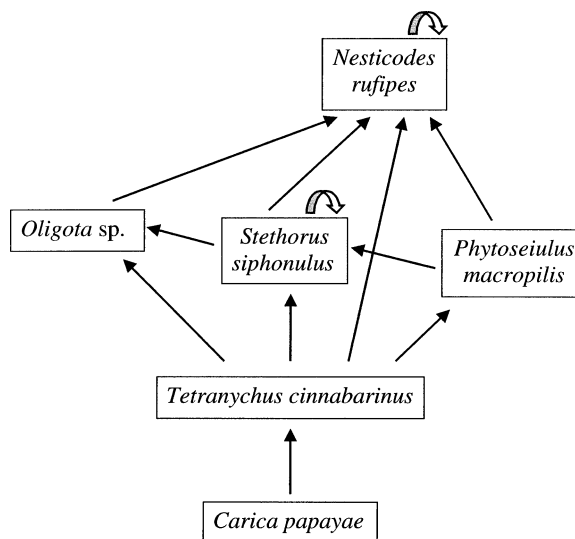 Nesticodes
rufipes
Oligota sp.
Stethorus
siphonulus
Phytoseiulus
macropilis
Tetranychus cinnabarinus
Carica papayae